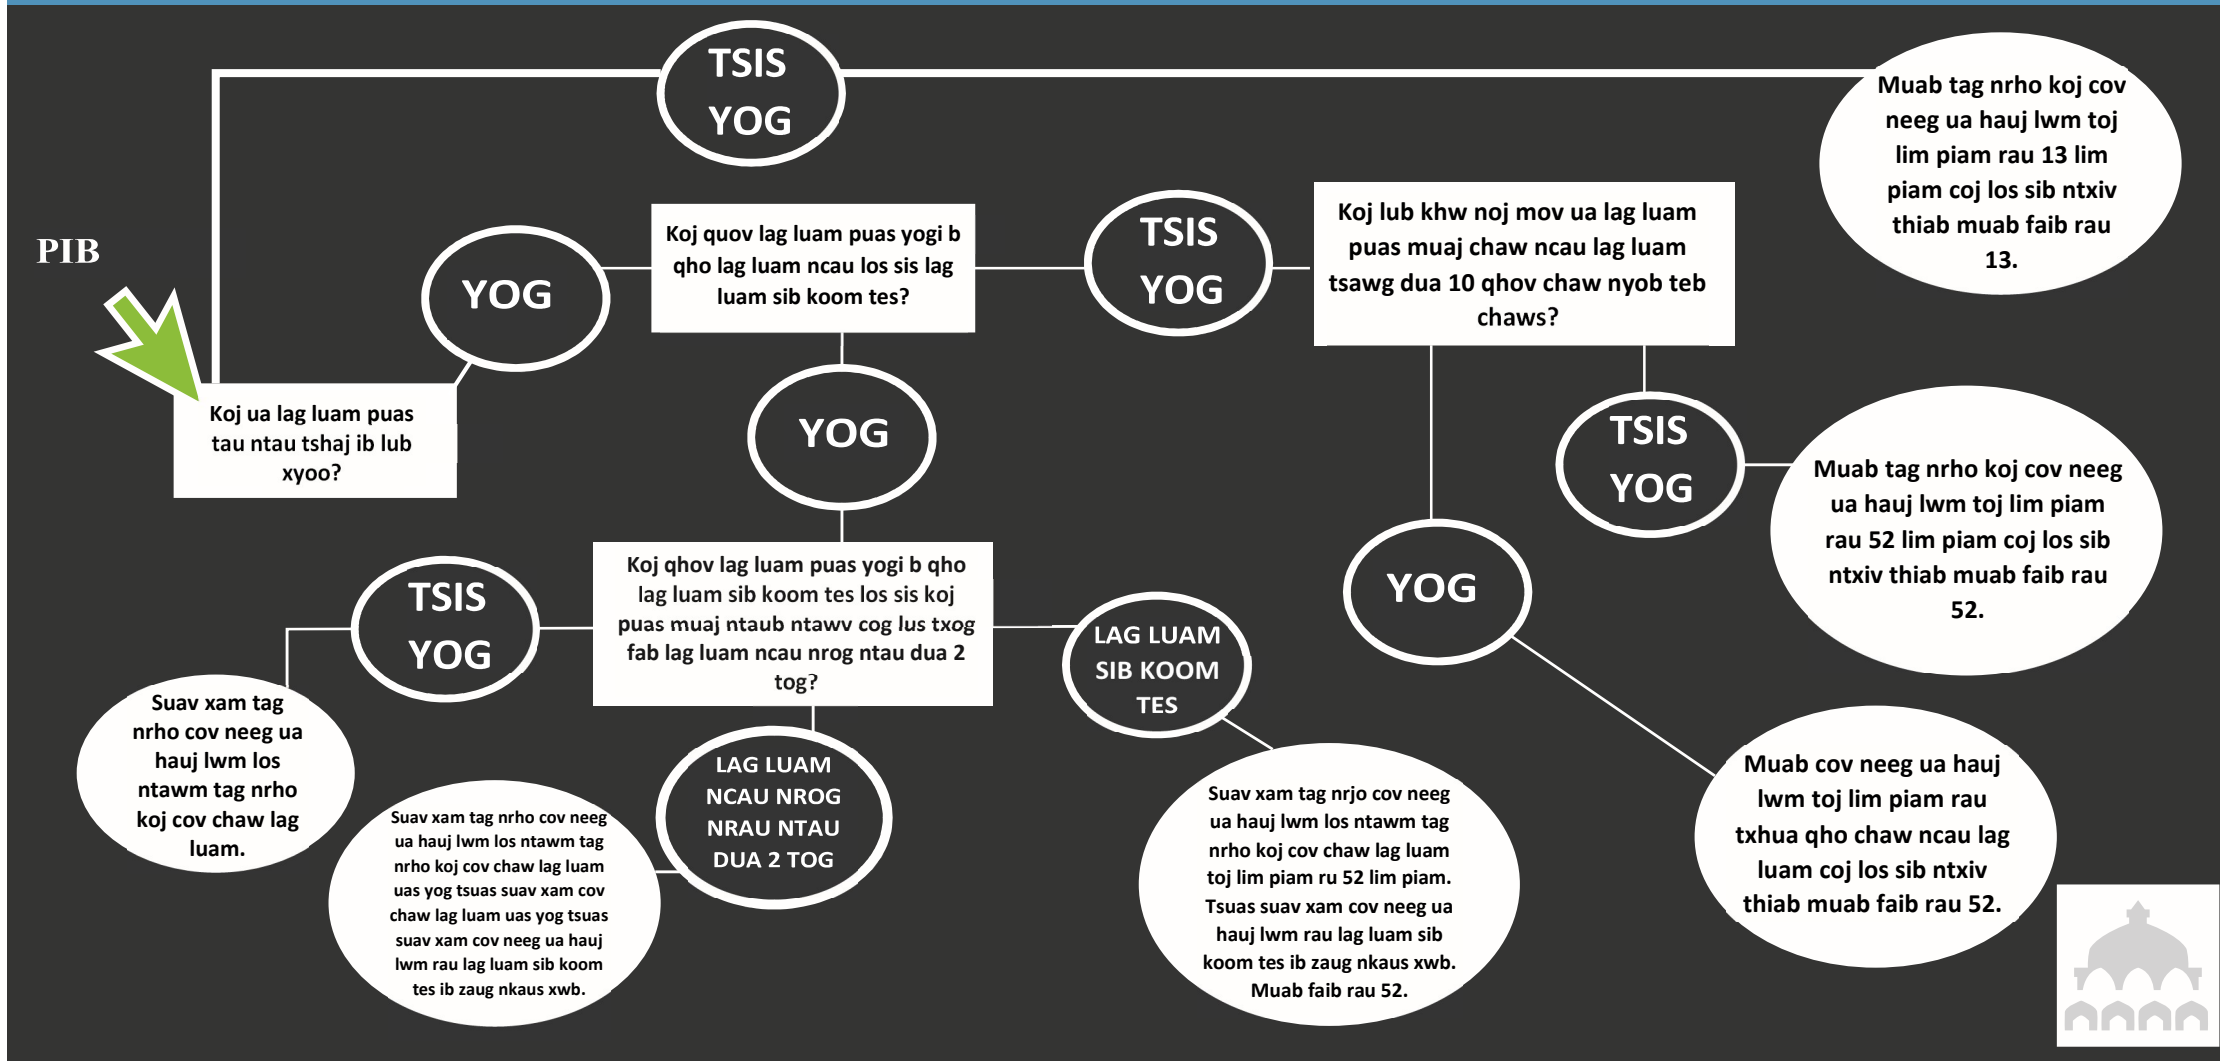 TSIS
YOG
Muab tag nrho koj cov
neeg ua hauj lwm toj
lim piam rau 13 lim
piam coj los sib ntxiv
thiab muab faib rau
13.
PIB
Koj ua lag luam puas
tau ntau tshaj ib lub
xyoo?
YOG
Koj quov lag luam puas yogi b
qho lag luam ncau los sis lag
luam sib koom tes?
TSIS
YOG
Koj lub khw noj mov ua lag luam
puas muaj chaw ncau lag luam
tsawg dua 10 qhov chaw nyob teb
chaws?
YOG
TSIS
YOG
Muab tag nrho koj cov neeg
ua hauj lwm toj lim piam
rau 52 lim piam coj los sib
ntxiv thiab muab faib rau
52.
YOG
Muab cov neeg ua hauj
lwm toj lim piam rau
txhua qho chaw ncau lag
luam coj los sib ntxiv
thiab muab faib rau 52.
Koj qhov lag luam puas yogi b qho
lag luam sib koom tes los sis koj
puas muaj ntaub ntawv cog lus txog
fab lag luam ncau nrog ntau dua 2
tog?
TSIS
YOG
Suav xam tag
nrho cov neeg ua
hauj lwm los
ntawm tag nrho
koj cov chaw lag
luam.
LAG LUAM
NCAU NROG
NRAU NTAU
DUA 2 TOG
Suav xam tag nrho cov neeg
ua hauj lwm los ntawm tag
nrho koj cov chaw lag luam
uas yog tsuas suav xam cov
chaw lag luam uas yog tsuas
suav xam cov neeg ua hauj
lwm rau lag luam sib koom
tes ib zaug nkaus xwb.
LAG LUAM
SIB KOOM
TES
Suav xam tag nrjo cov neeg
ua hauj lwm los ntawm tag
nrho koj cov chaw lag luam
toj lim piam ru 52 lim piam.
Tsuas suav xam cov neeg ua
hauj lwm rau lag luam sib
koom tes ib zaug nkaus xwb.
Muab faib rau 52.